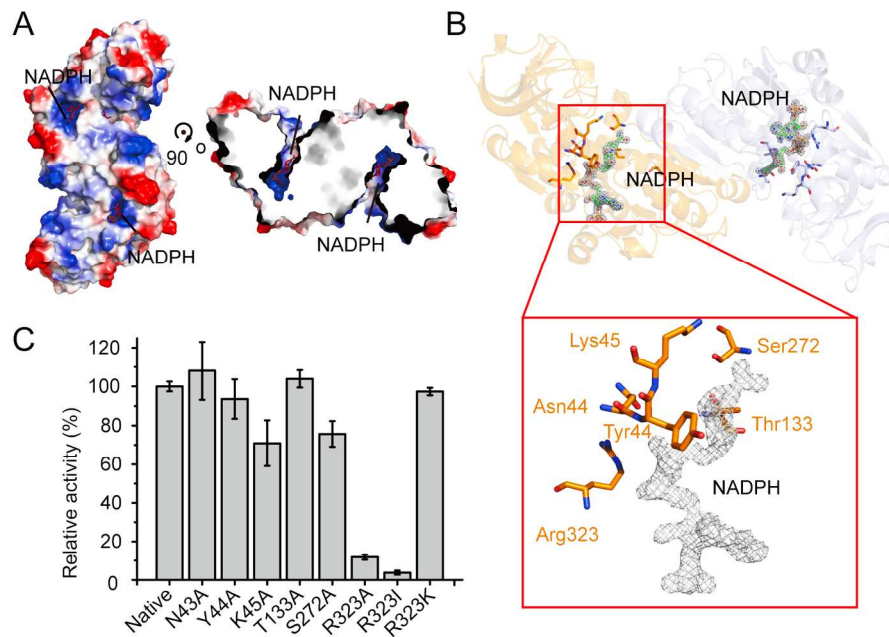 A
NADPH
NADPH
90 °
NADPH
NADPH
B
NADPH
NADPH
Lys45
Ser272
Asn44
Tyr44
Thr133
NADPH
Arg323
C
Relative activity (%)
120
100
80
60
40
20
0
Native
N43A
Y44A
K45A
T133A
S272A
R323A
R323I
R323K